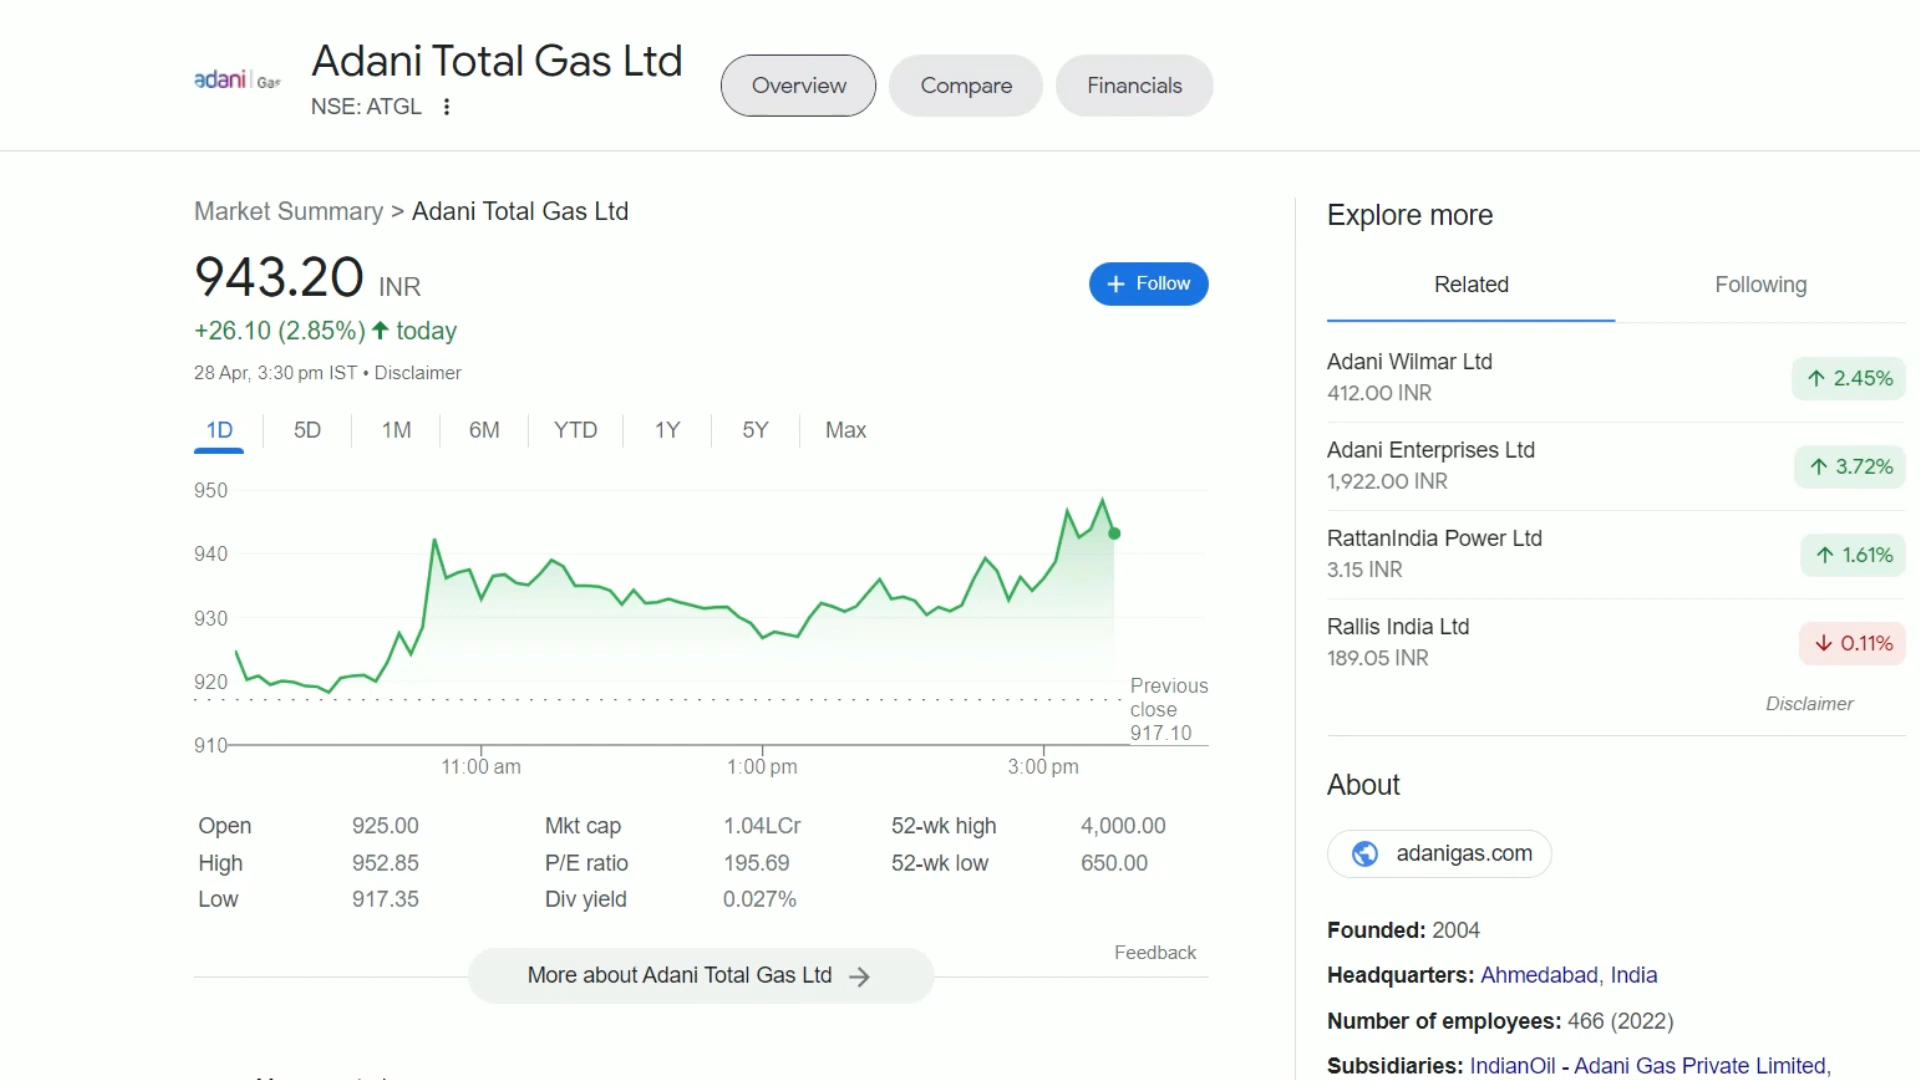 adani | Gas
Adani Total Gas Ltd
NSE: ATGL
Overview
Compare
Financials
Market Summary > Adani Total Gas Ltd
943.20 INR
+ Follow
+26.10 (2.85%) ↑ today
28 Apr, 3:30 pm IST • Disclaimer
1D 5D 1M 6M YTD 1Y 5Y Max
950
940
930
920
910
Previous
close
917.10
11:00 am 1:00 pm 3:00 pm
Open 925.00 Mkt cap 1.04LCr 52-wk high 4,000.00
High 952.85 P/E ratio 195.69 52-wk low 650.00
Low 917.35 Div yield 0.027%
Feedback
More about Adani Total Gas Ltd →
Explore more
Related Following
Adani Wilmar Ltd
412.00 INR
↑ 2.45%
Adani Enterprises Ltd
1,922.00 INR
↑ 3.72%
RattanIndia Power Ltd
3.15 INR
↑ 1.61%
Rallis India Ltd
189.05 INR
↓ 0.11%
Disclaimer
About
adanigas.com
Founded: 2004
Headquarters: Ahmedabad, India
Number of employees: 466 (2022)
Subsidiaries: IndianOil - Adani Gas Private Limited,